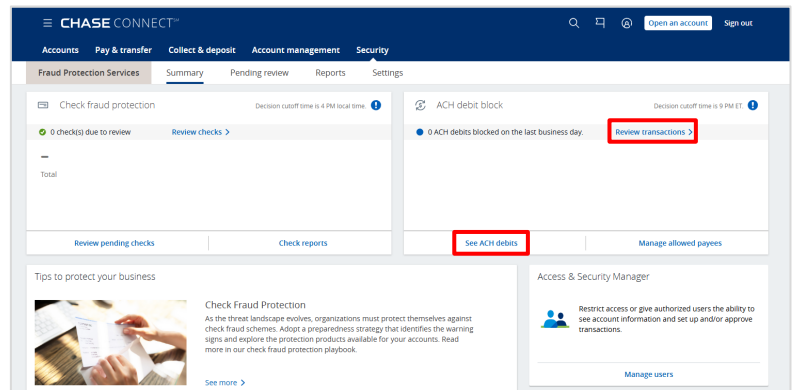 CHASE CONNECT℠
Open an account
Sign out
Accounts Pay & transfer Collect & deposit Account management Security
Fraud Protection Services Summary Pending review Reports Settings
Check fraud protection
Decision cutoff time is 4 PM local time.
0 check(s) due to review
Review checks >
–
Total
Review pending checks
Check reports
ACH debit block
Decision cutoff time is 9 PM ET.
0 ACH debits blocked on the last business day.
Review transactions >
See ACH debits
Manage allowed payees
Tips to protect your business
Check Fraud Protection
As the threat landscape evolves, organizations must protect themselves against
check fraud schemes. Adopt a preparedness strategy that identifies the warning
signs and explore the protection products available for your accounts. Read
more in our check fraud protection playbook.
See more >
Access & Security Manager
Restrict access or give authorized users the ability to
see account information and set up and/or approve
transactions.
Manage users